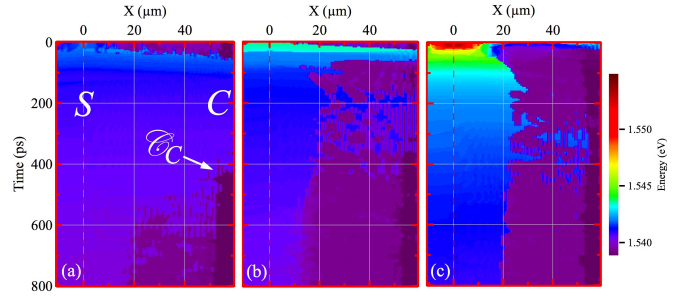 X (µm) X (µm) X (µm)
0 20 40 0 20 40 0 20 40
0
200
400
600
800
Time (ps)
S C
𝒞C
(a) (b) (c)
1.550
1.545
1.540
Energy (eV)